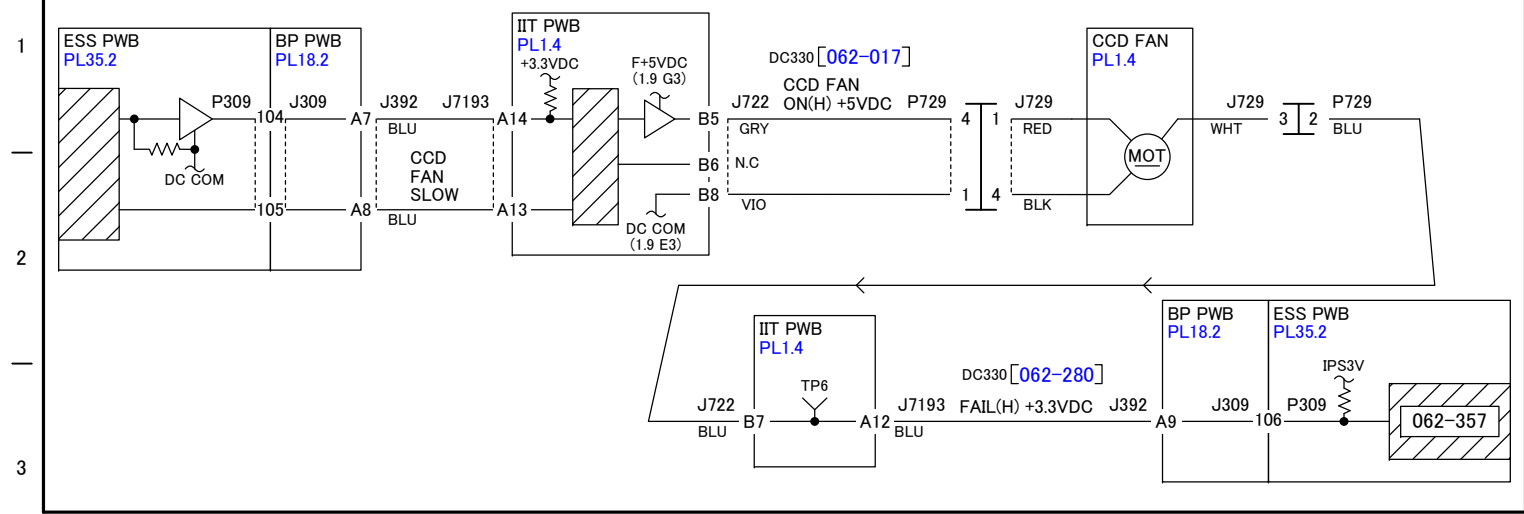 1
ESS PWB
PL35.2
BP PWB
PL18.2
P309
J309
104
A7
105
A8
DC COM
J392
J7193
BLU
CCD
FAN
SLOW
BLU
IIT PWB
PL1.4
+3.3VDC
F+5VDC
(1.9 G3)
A14
A13
B5
B6
B8
DC COM
(1.9 E3)
DC330 [062-017]
CCD FAN
ON(H) +5VDC
J722
P729
GRY
N.C
VIO
4
1
1
4
J729
RED
BLK
CCD FAN
PL1.4
MOT
J729
P729
WHT
3
2
BLU
2
IIT PWB
PL1.4
TP6
J722
BLU
B7
A12
J7193
BLU
DC330 [062-280]
FAIL(H) +3.3VDC
J392
BP PWB
PL18.2
ESS PWB
PL35.2
A9
J309
106
P309
IPS3V
062-357
3